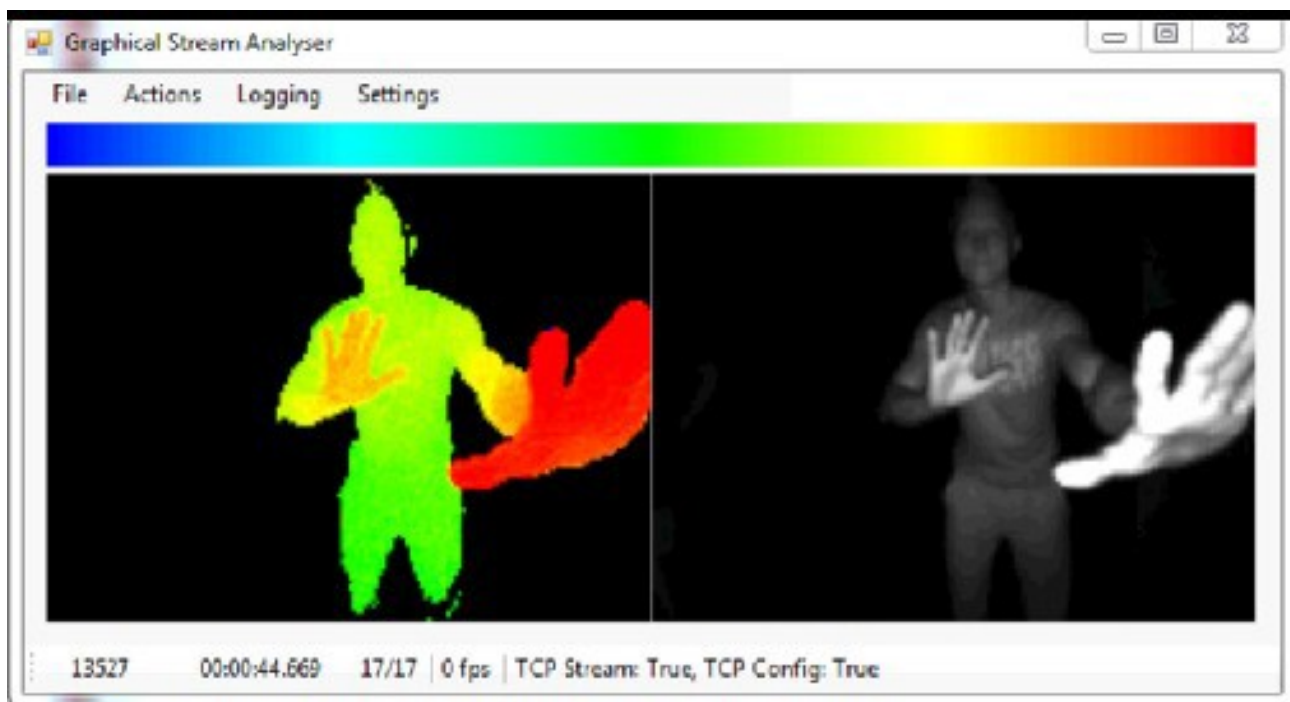 Graphical Stream Analyser
File Actions Logging Settings
13527 00:00:44.669 17/17 0 fps TCP Stream: True, TCP Config: True